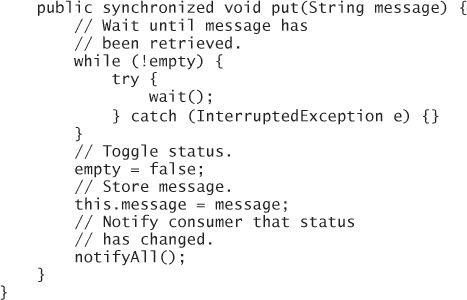 public synchronized void put(String message) {
        // Wait until message has
        // been retrieved.
        while (!empty) {
            try {
                wait();
            } catch (InterruptedException e) {}
        }
        // Toggle status.
        empty = false;
        // Store message.
        this.message = message;
        // Notify consumer that status
        // has changed.
        notifyAll();
    }
}